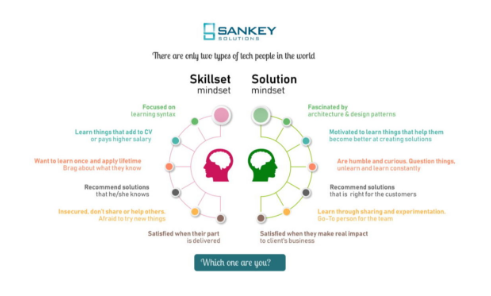 SANKEY
SOLUTIONS
There are only two types of tech people in the world
Skillset
mindset
Solution
mindset
Focused on
learning syntax
Learn things that add to CV
or pays higher salary
Want to learn once and apply lifetime
Brag about what they know
Recommend solutions
that he/she knows
Insecured. don't share or help others.
Afraid to try new things
Satisfied when their part
is delivered
Fascinated by
architecture & design patterns
Motivated to learn things that help them
become better at creating solutions
Are humble and curious. Question things,
unlearn and learn constantly
Recommend solutions
that is right for the customers
Learn through sharing and experimentation.
Go-To person for the team
Satisfied when they make real impact
to client's business
Which one are you?